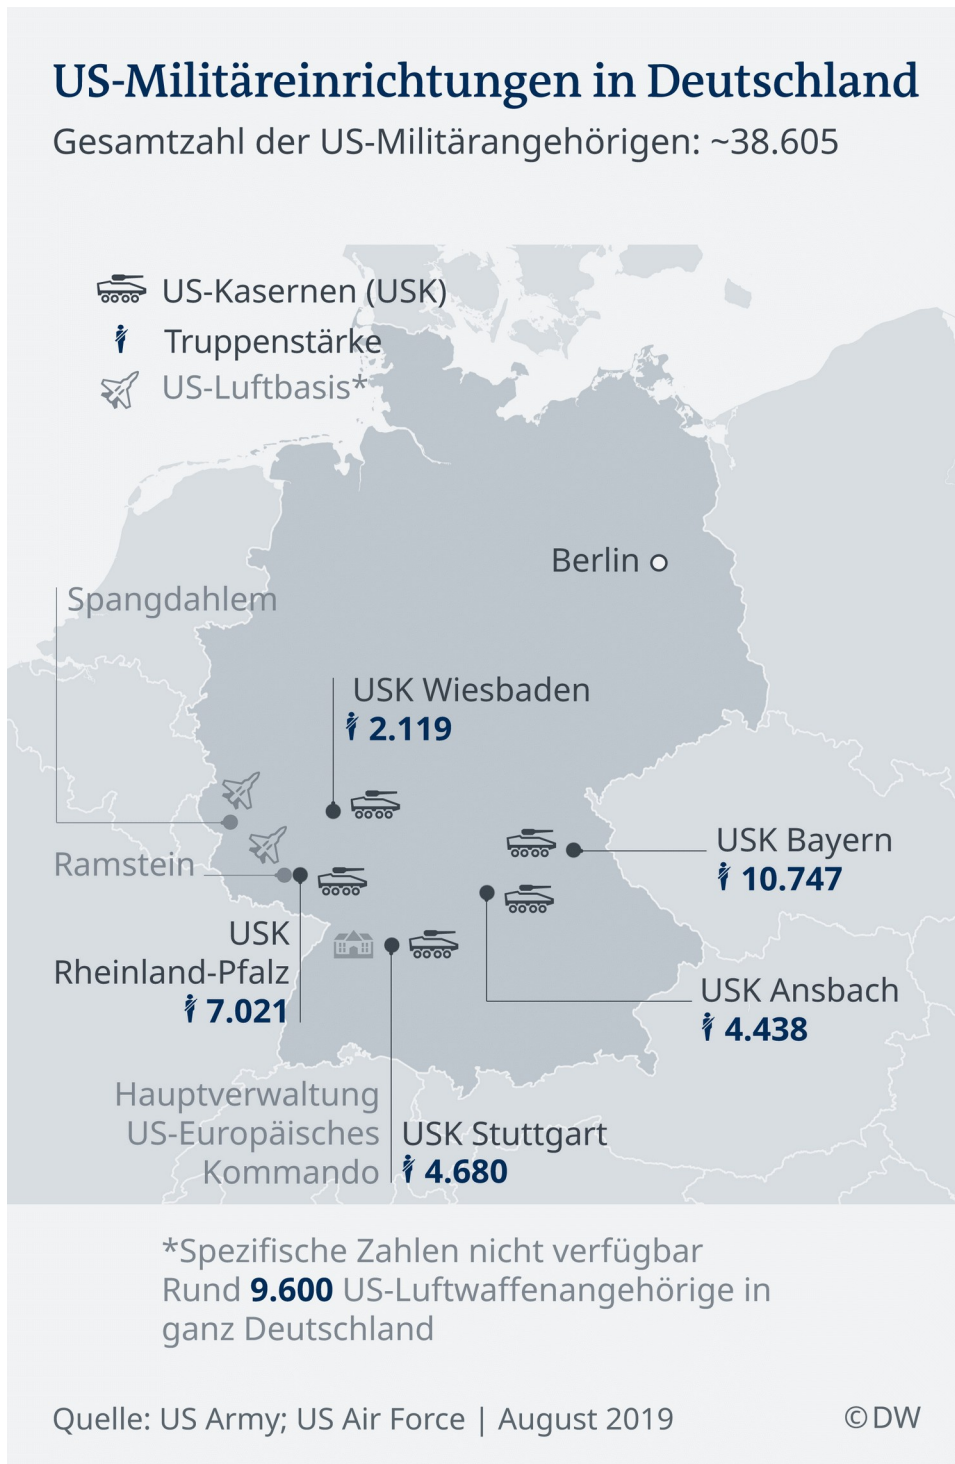 US-Militäreinrichtungen in Deutschland
Gesamtzahl der US-Militärangehörigen: ~38.605
US-Kasernen (USK)
Truppenstärke
US-Luftbasis*
Berlin
Spangdahlem
USK Wiesbaden
2.119
USK Bayern
10.747
Ramstein
USK
Rheinland-Pfalz
7.021
USK Ansbach
4.438
Hauptverwaltung
US-Europäisches
Kommando
USK Stuttgart
4.680
*Spezifische Zahlen nicht verfügbar
Rund 9.600 US-Luftwaffenangehörige in
ganz Deutschland
Quelle: US Army; US Air Force | August 2019
©DW